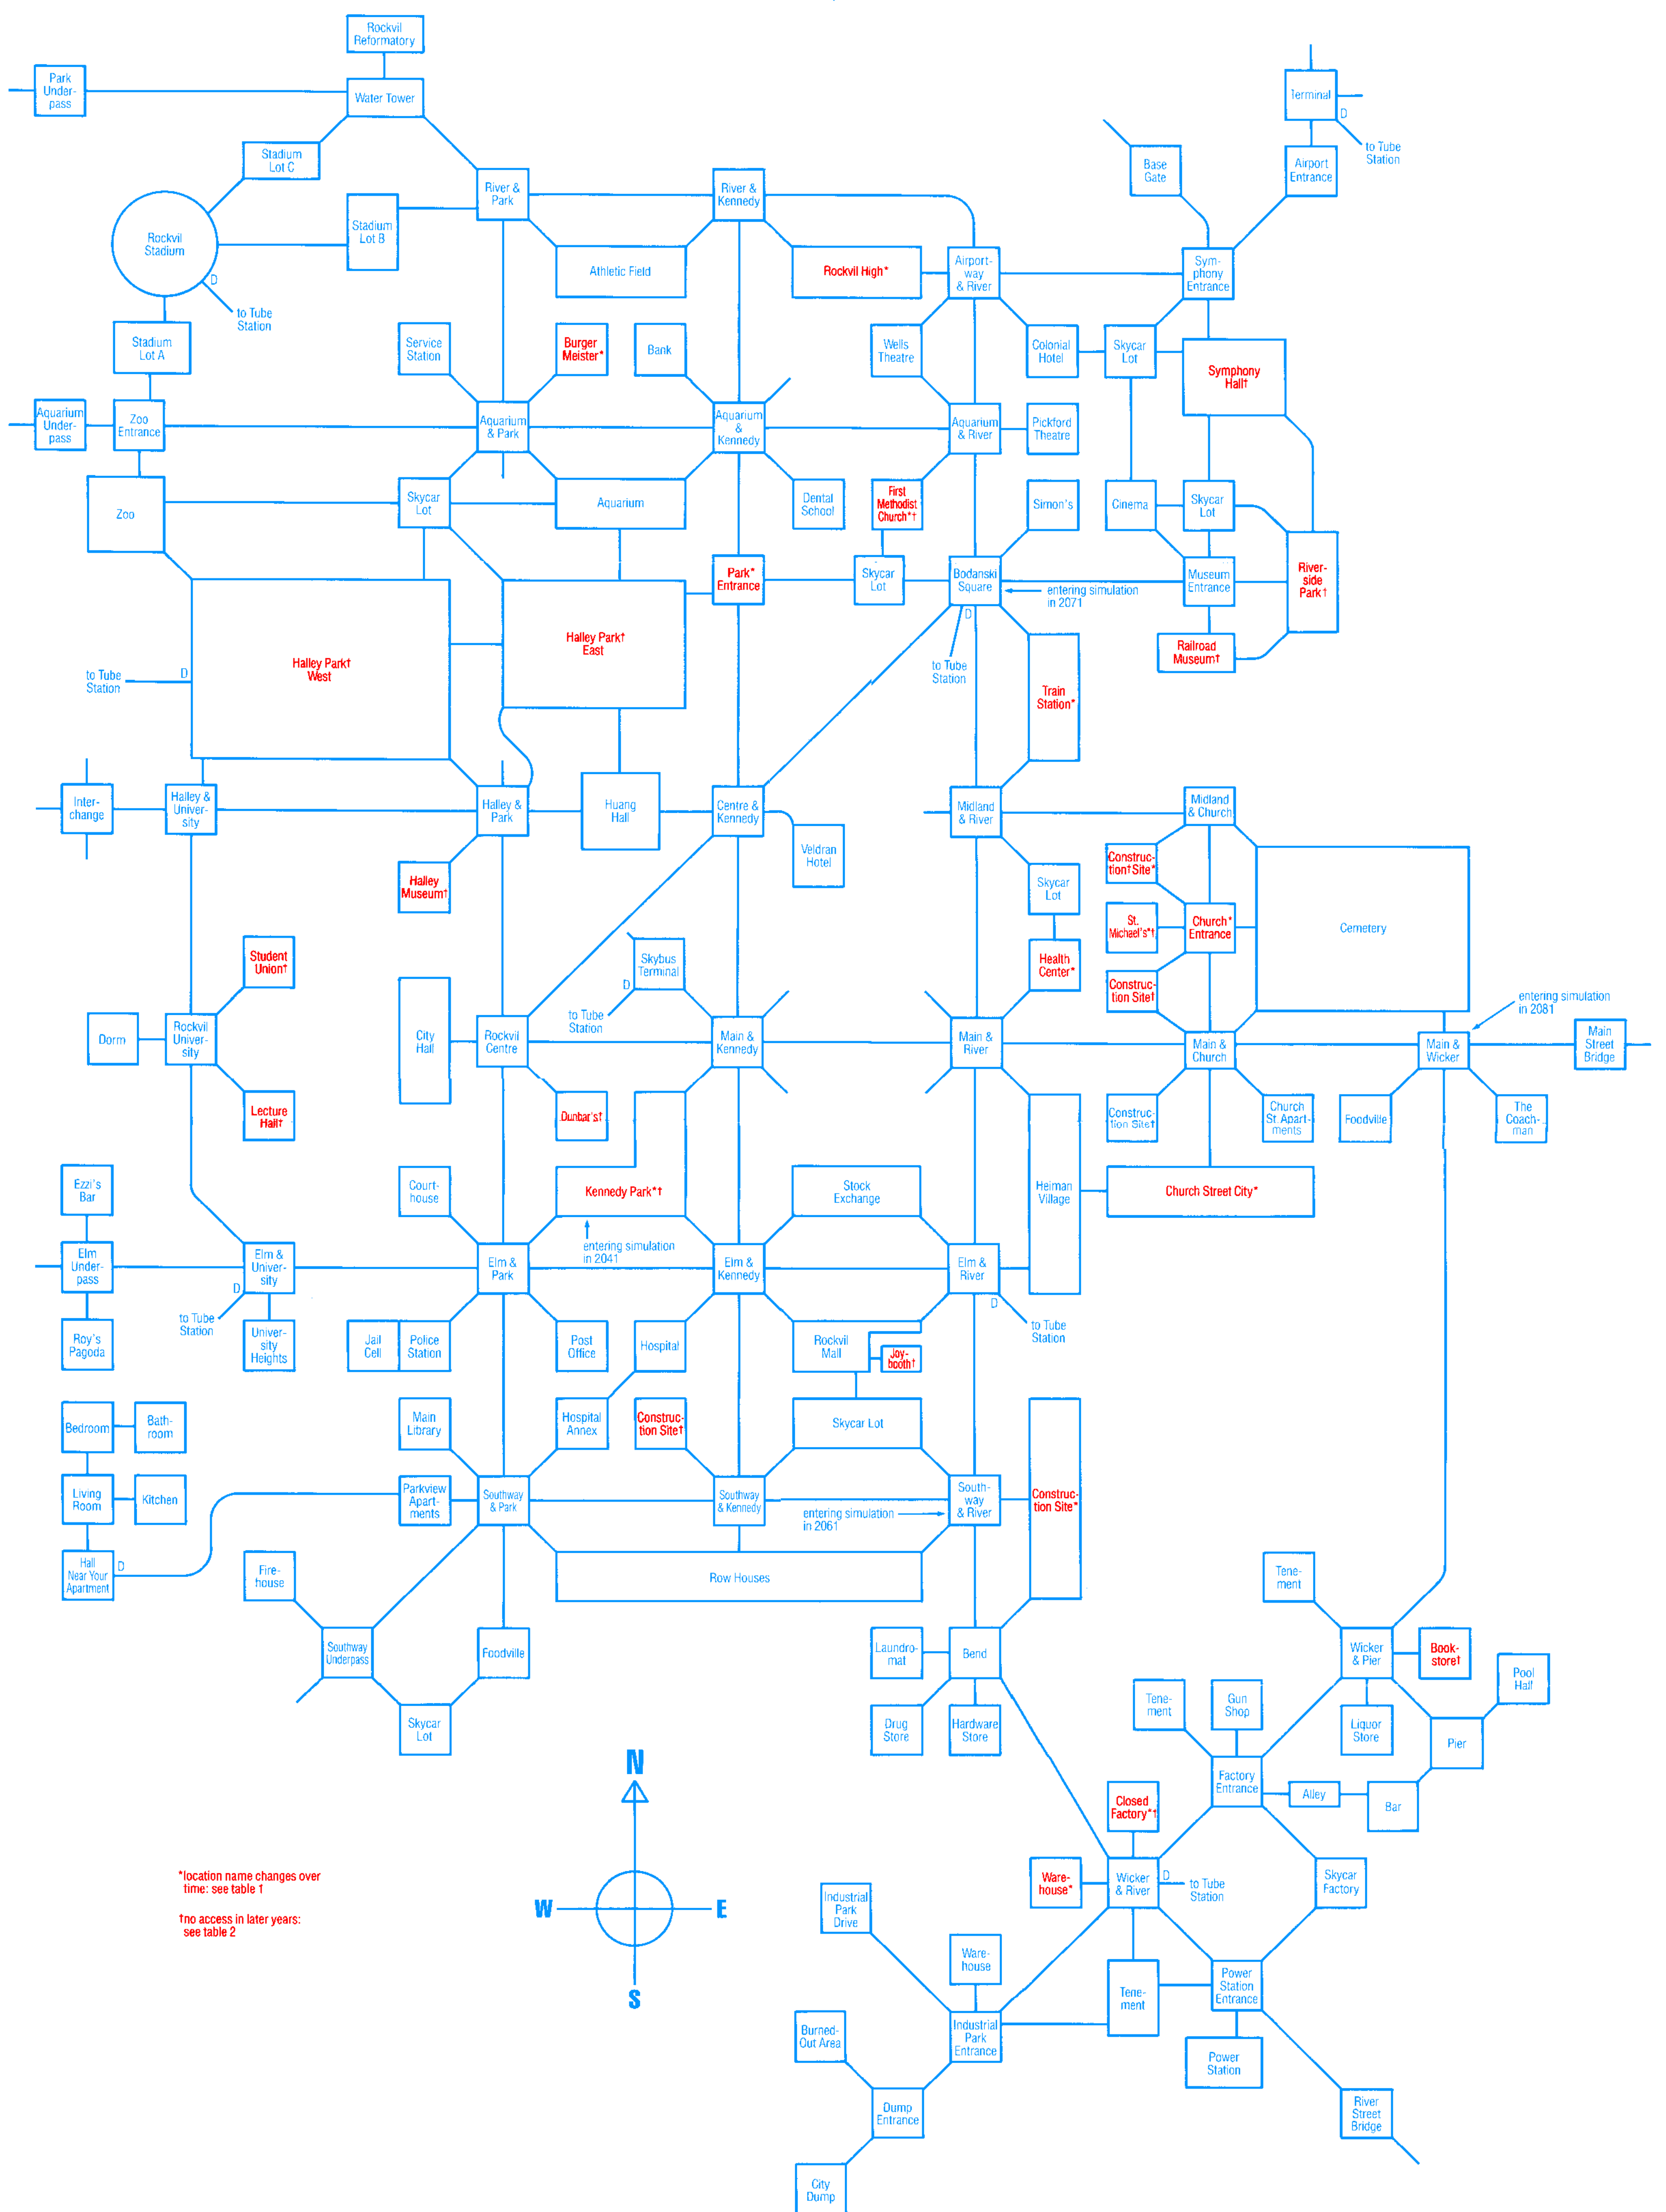 Rockvil
Reformatory
Park
Under-
pass
Water Tower
Terminal
D
to Tube
Station
Stadium
Lot C
Base
Gate
Airport
Entrance
River &
Park
River &
Kennedy
Stadium
Lot B
Rockvil
Stadium
D
to Tube
Station
Athletic Field
Rockvil High*
Airport-
way
& River
Sym-
phony
Entrance
Stadium
Lot A
Service
Station
Burger
Meister*
Bank
Wells
Theatre
Colonial
Hotel
Skycar
Lot
Symphony
Hall†
Aquarium
Under-
pass
Zoo
Entrance
Aquarium
& Park
Aquarium
&
Kennedy
Aquarium
& River
Pickford
Theatre
Zoo
Skycar
Lot
Aquarium
Dental
School
First
Methodist
Church*†
Simon's
Cinema
Skycar
Lot
Park*
Entrance
Skycar
Lot
Bodanski
Square
D
entering simulation
in 2071
Museum
Entrance
River-
side
Park†
to Tube
Station
D
Halley Park†
West
Halley Park†
East
to Tube
Station
Railroad
Museum†
Train
Station*
Inter-
change
Halley &
Univer-
sity
Halley &
Park
Huang
Hall
Centre &
Kennedy
Midland
& River
Midland
& Church
Veldran
Hotel
Construc-
tion†Site*
Halley
Museum†
Skycar
Lot
St.
Michael's*†
Church*
Entrance
Cemetery
Student
Union†
Skybus
Terminal
D
to Tube
Station
Health
Center*
Construc-
tion Site†
entering simulation
in 2081
Dorm
Rockvil
Univer-
sity
City
Hall
Rockvil
Centre
Main &
Kennedy
Main &
River
Main &
Church
Main &
Wicker
Main
Street
Bridge
Lecture
Hall†
Dunbar's†
Construc-
tion Site†
Church
St Apart-
ments
Foodville
The
Coach-
man
Ezzi's
Bar
Court-
house
Kennedy Park*†
Stock
Exchange
Heiman
Village
Church Street City*
entering simulation
in 2041
Elm
Under-
pass
Elm &
Univer-
sity
D
to Tube
Station
Elm &
Park
Elm &
Kennedy
Elm &
River
D
to Tube
Station
Roy's
Pagoda
Univer-
sity
Heights
Jail
Cell
Police
Station
Post
Office
Hospital
Rockvil
Mall
Joy-
booth†
Bedroom
Bath-
room
Main
Library
Hospital
Annex
Construc-
tion Site†
Skycar Lot
Living
Room
Kitchen
Parkview
Apart-
ments
Southway
& Park
Southway
& Kennedy
entering simulation
in 2061
South-
way
& River
Construc-
tion Site*
Hall
Near Your
Apartment
D
Fire-
house
Row Houses
Tene-
ment
Southway
Underpass
Foodville
Laundro-
mat
Bend
Wicker
& Pier
Book-
store†
Pool
Hall
Skycar
Lot
Drug
Store
Hardware
Store
Tene-
ment
Gun
Shop
Liquor
Store
Pier
N
Factory
Entrance
Alley
Bar
Closed
Factory*†
*location name changes over
time: see table 1
W
E
Industrial
Park
Drive
Ware-
house*
Wicker
& River
D
to Tube
Station
Skycar
Factory
†no access in later years:
see table 2
S
Ware-
house
Tene-
ment
Power
Station
Entrance
Burned-
Out Area
Industrial
Park
Entrance
Power
Station
Dump
Entrance
River
Street
Bridge
City
Dump